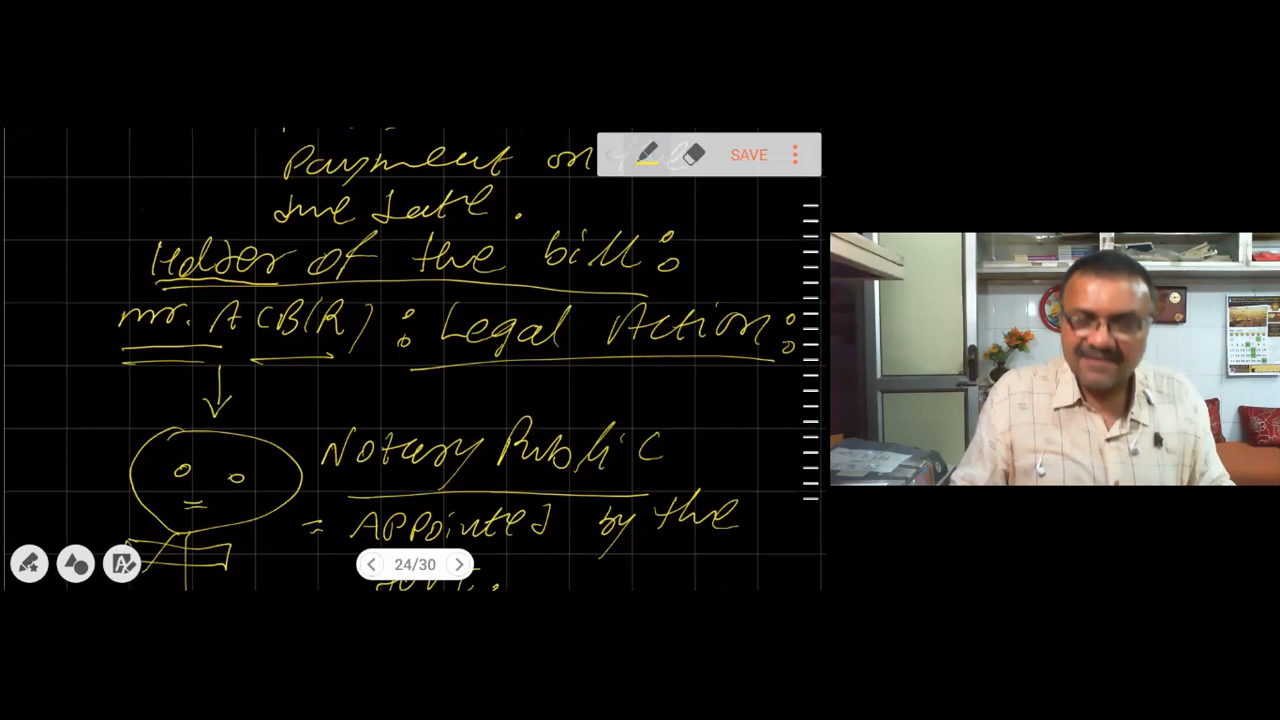 Payment on
due date.
Holder of the bill:
mr. A (B/R) : Legal Action:
Notary Public
= Appointed by the
SAVE
24/30